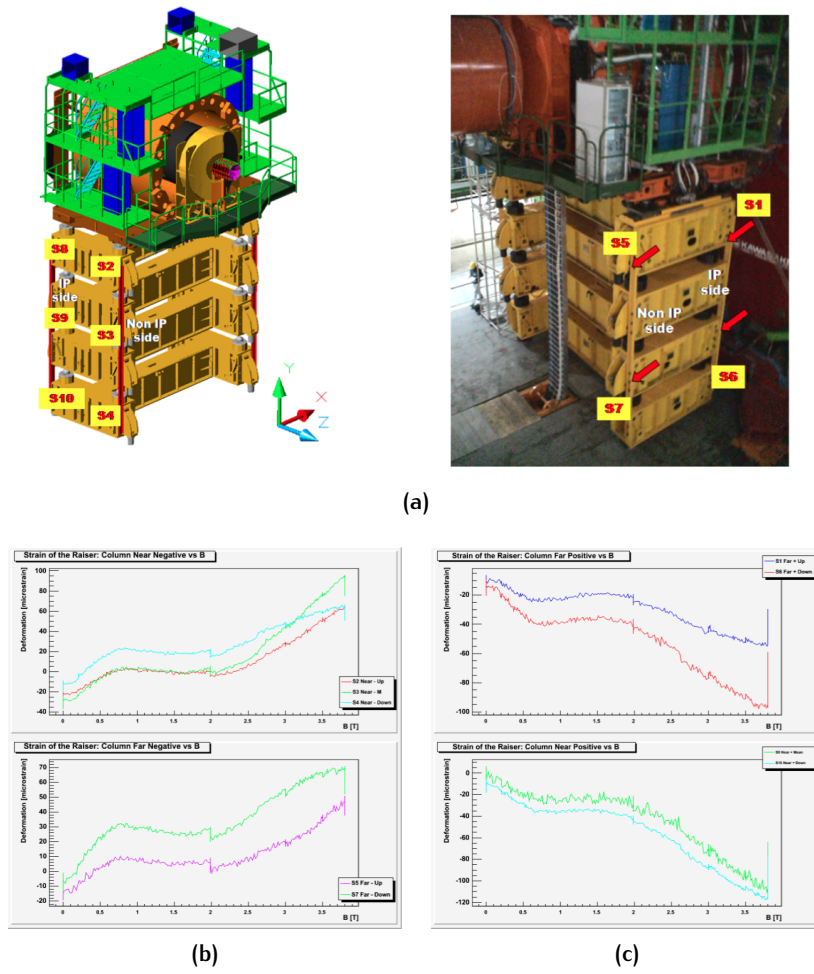 S8
S2
IP
side
S9
Non IP
side
S3
S10
S4
Y
X
Z
S1
S5
KAWASAKI
IP
side
Non IP
side
S6
S7
(a)
Strain of the Raiser: Column Near Negative vs B
Deformation [microstrain]
100
80
60
40
20
0
-20
-40
0 0.5 1 1.5 2 2.5 3 3.5
B [T]
S2 Near - Up
S3 Near - M
S4 Near - Down
Strain of the Raiser: Column Far Negative vs B
Deformation [microstrain]
70
60
50
40
30
20
10
0
-10
-20
0 0.5 1 1.5 2 2.5 3 3.5
B [T]
S5 Far - Up
S7 Far - Down
(b)
Strain of the Raiser: Column Far Positive vs B
S1 Far + Up
S6 Far + Down
Deformation [microstrain]
-20
-40
-60
-80
-100
0 0.5 1 1.5 2 2.5 3 3.5
B [T]
Strain of the Raiser: Column Near Positive vs B
S9 Near + Mean
S10 Near + Down
Deformation [microstrain]
0
-20
-40
-60
-80
-100
-120
0 0.5 1 1.5 2 2.5 3 3.5
B [T]
(c)